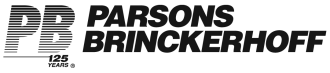 PB PARSONS
BRINCKERHOFF
125
YEARS ®